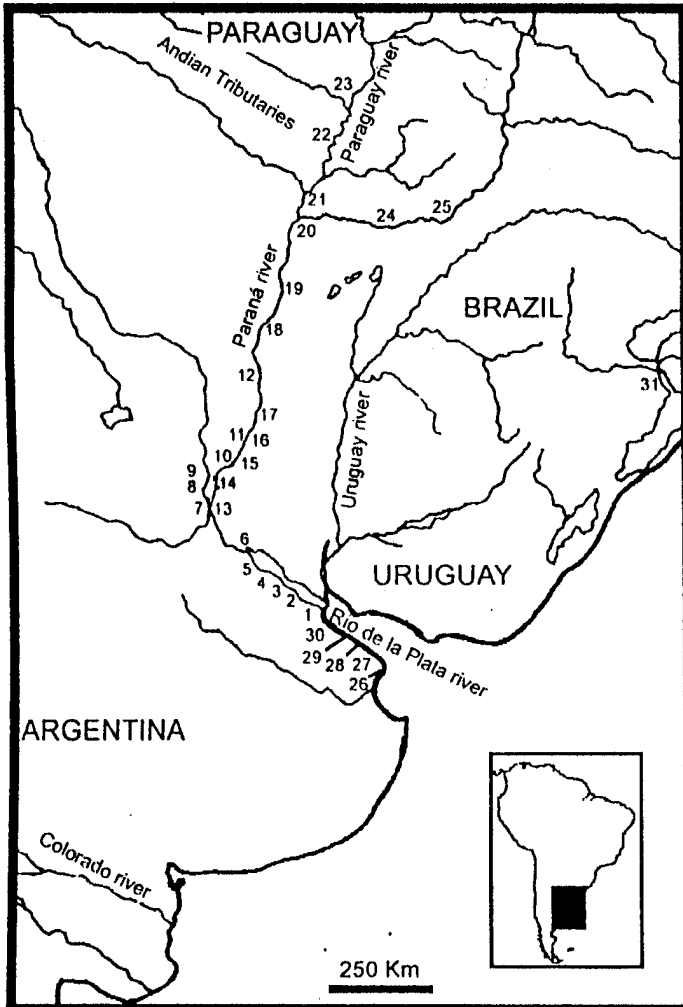 PARAGUAY
Andian Tributaries
Paraguay river
23
22
21
20
24
25
Paraná river
19
18
BRAZIL
12
31
17
11
16
10
15
9
8
14
7
13
Uruguay river
6
5
4
3
2
1
URUGUAY
Rio de la Plata river
30
29
28
27
26
ARGENTINA
Colorado river
250 Km